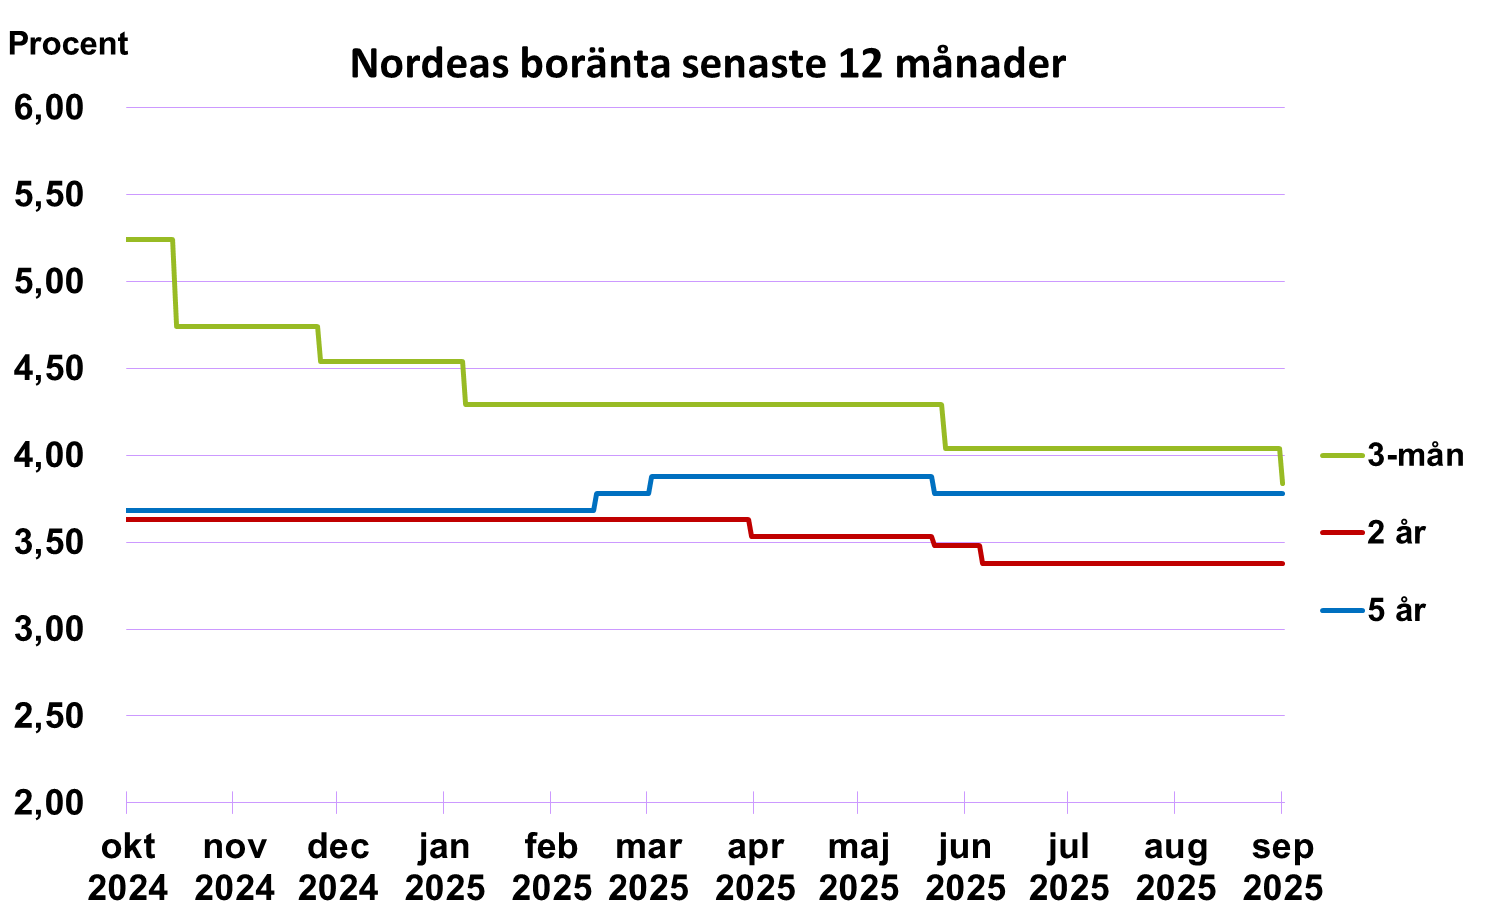 Procent
Nordeas boränta senaste 12 månader
6,00
5,50
5,00
4,50
4,00
3,50
3,00
2,50
2,00
okt 2024
nov 2024
dec 2024
jan 2025
feb 2025
mar 2025
apr 2025
maj 2025
jun 2025
jul 2025
aug 2025
sep 2025
3-mån
2 år
5 år